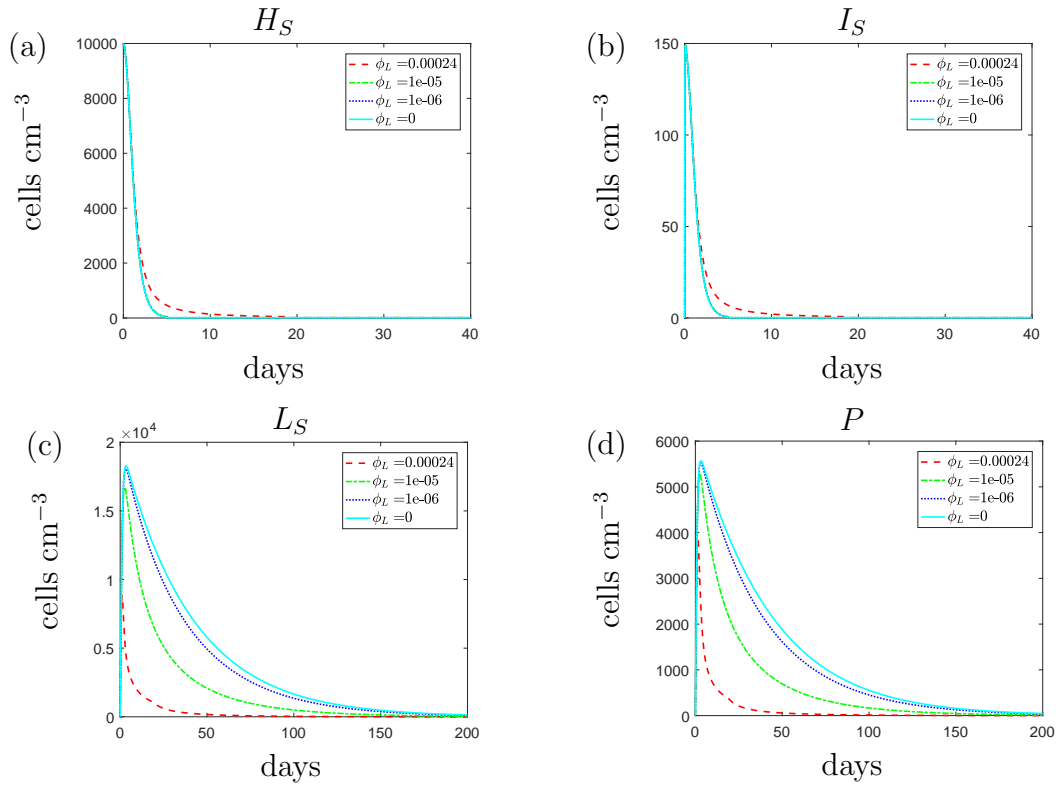 (a)
H_S
cells cm⁻³
10000
8000
6000
4000
2000
0
0 10 20 30 40
days
ϕ_L =0.00024
ϕ_L =1e-05
ϕ_L =1e-06
ϕ_L =0
(b)
I_S
cells cm⁻³
150
100
50
0
0 10 20 30 40
days
ϕ_L =0.00024
ϕ_L =1e-05
ϕ_L =1e-06
ϕ_L =0
(c)
L_S
×10⁴
cells cm⁻³
2
1.5
1
0.5
0
0 50 100 150 200
days
ϕ_L =0.00024
ϕ_L =1e-05
ϕ_L =1e-06
ϕ_L =0
(d)
P
cells cm⁻³
6000
5000
4000
3000
2000
1000
0
0 50 100 150 200
days
ϕ_L =0.00024
ϕ_L =1e-05
ϕ_L =1e-06
ϕ_L =0